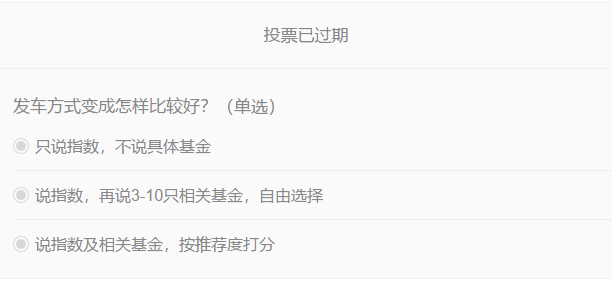 投票已过期
发车方式变成怎样比较好？（单选）
只说指数，不说具体基金
说指数，再说3-10只相关基金，自由选择
说指数及相关基金，按推荐度打分